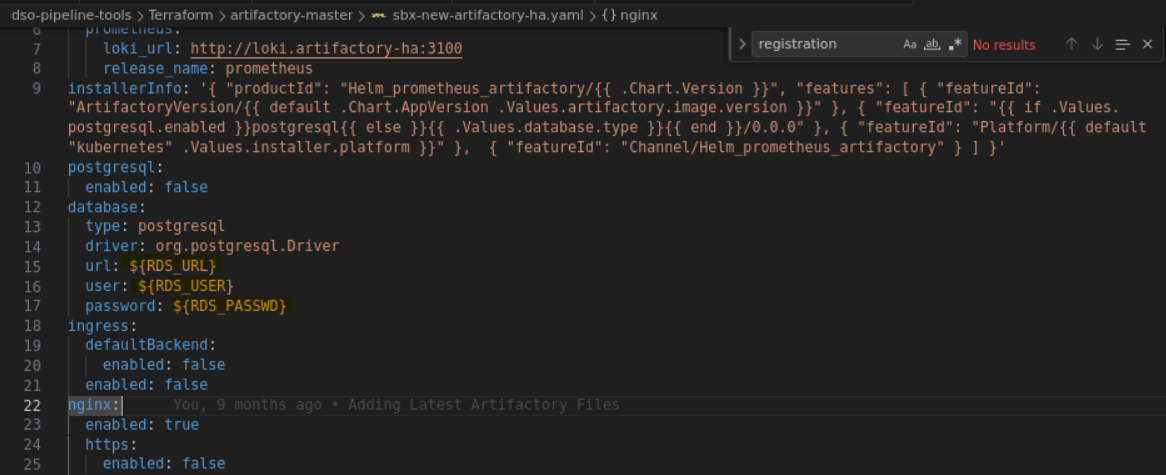 dso-pipeline-tools > Terraform > artifactory-master > sbx-new-artifactory-ha.yaml > {} nginx
registration Aa ab .* No results
6 prometheus:
7 loki_url: http://loki.artifactory-ha:3100
8 release_name: prometheus
9 installerInfo: '{ "productId": "Helm_prometheus_artifactory/{{ .Chart.Version }}", "features": [ { "featureId":
"ArtifactoryVersion/{{ default .Chart.AppVersion .Values.artifactory.image.version }}" }, { "featureId": "{{ if .Values.
postgresql.enabled }}postgresql{{ else }}{{ .Values.database.type }}{{ end }}/0.0.0" }, { "featureId": "Platform/{{ default
"kubernetes" .Values.installer.platform }}" },  { "featureId": "Channel/Helm_prometheus_artifactory" } ] }'
10 postgresql:
11 enabled: false
12 database:
13 type: postgresql
14 driver: org.postgresql.Driver
15 url: ${RDS_URL}
16 user: ${RDS_USER}
17 password: ${RDS_PASSWD}
18 ingress:
19 defaultBackend:
20 enabled: false
21 enabled: false
22 nginx: You, 9 months ago • Adding Latest Artifactory Files
23 enabled: true
24 https:
25 enabled: false